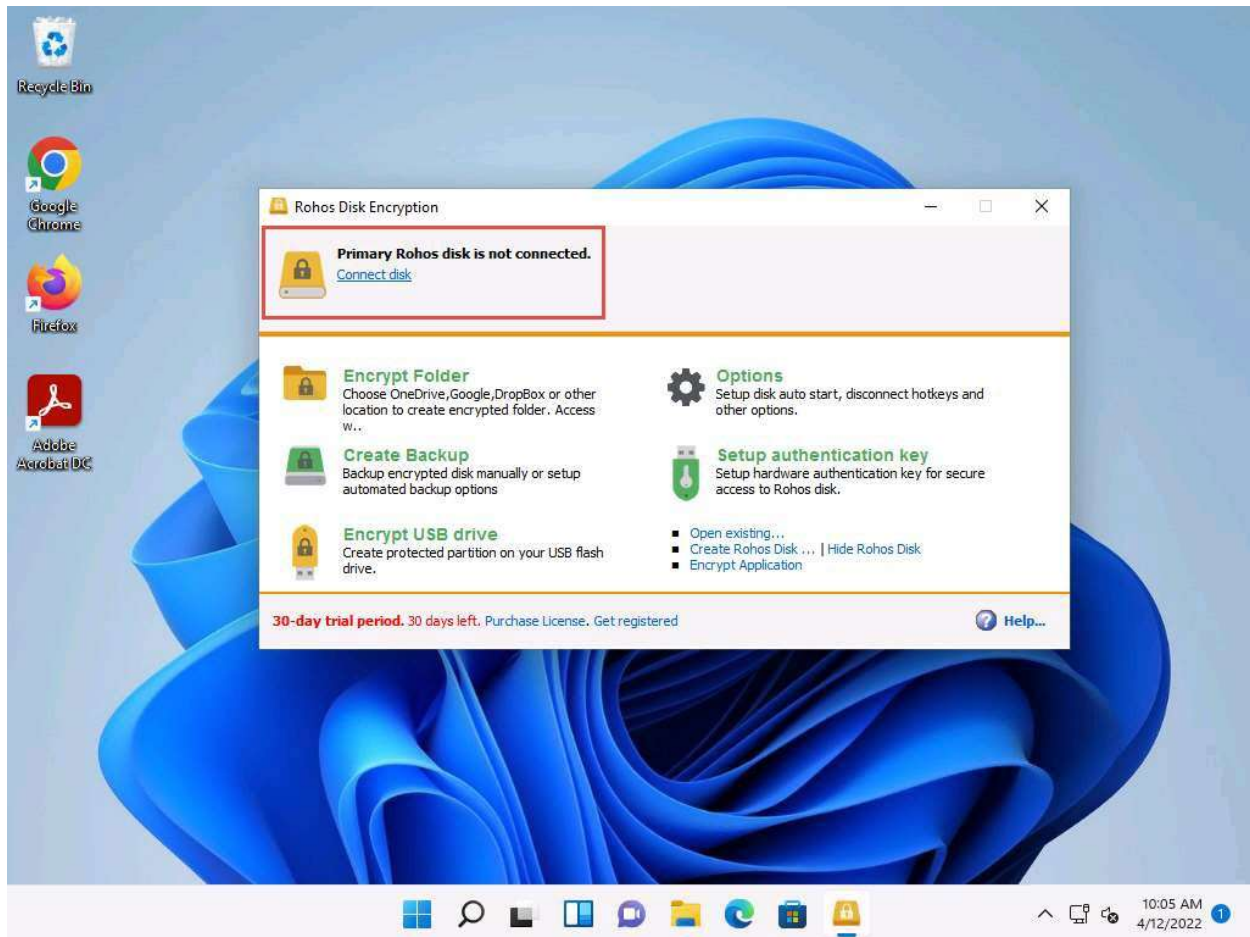 Recycle Bin
Google
Chrome
Firefox
Adobe
Acrobat DC
Rohos Disk Encryption
Primary Rohos disk is not connected.
Connect disk
Encrypt Folder
Choose OneDrive,Google,DropBox or other
location to create encrypted folder. Access
w..
Options
Setup disk auto start, disconnect hotkeys and
other options.
Create Backup
Backup encrypted disk manually or setup
automated backup options
Setup authentication key
Setup hardware authentication key for secure
access to Rohos disk.
Encrypt USB drive
Create protected partition on your USB flash
drive.
Open existing...
Create Rohos Disk ... | Hide Rohos Disk
Encrypt Application
30-day trial period. 30 days left. Purchase License. Get registered
Help...
10:05 AM
4/12/2022
1